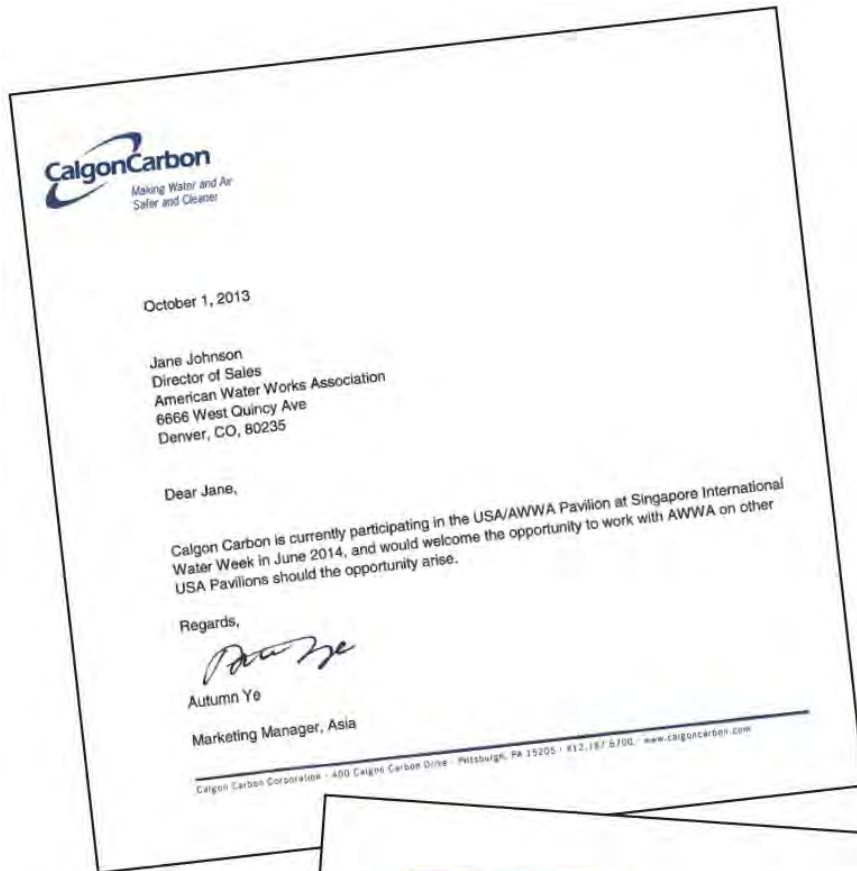 CalgonCarbon
Making Water and Air
Safer and Cleaner
October 1, 2013
Jane Johnson
Director of Sales
American Water Works Association
6666 West Quincy Ave
Denver, CO, 80235
Dear Jane,
Calgon Carbon is currently participating in the USA/AWWA Pavilion at Singapore International
Water Week in June 2014, and would welcome the opportunity to work with AWWA on other
USA Pavilions should the opportunity arise.
Regards,
Autumn Ye
Marketing Manager, Asia
Calgon Carbon Corporation · 400 Calgon Carbon Drive · Pittsburgh, PA 15205 · www.calgoncarbon.com